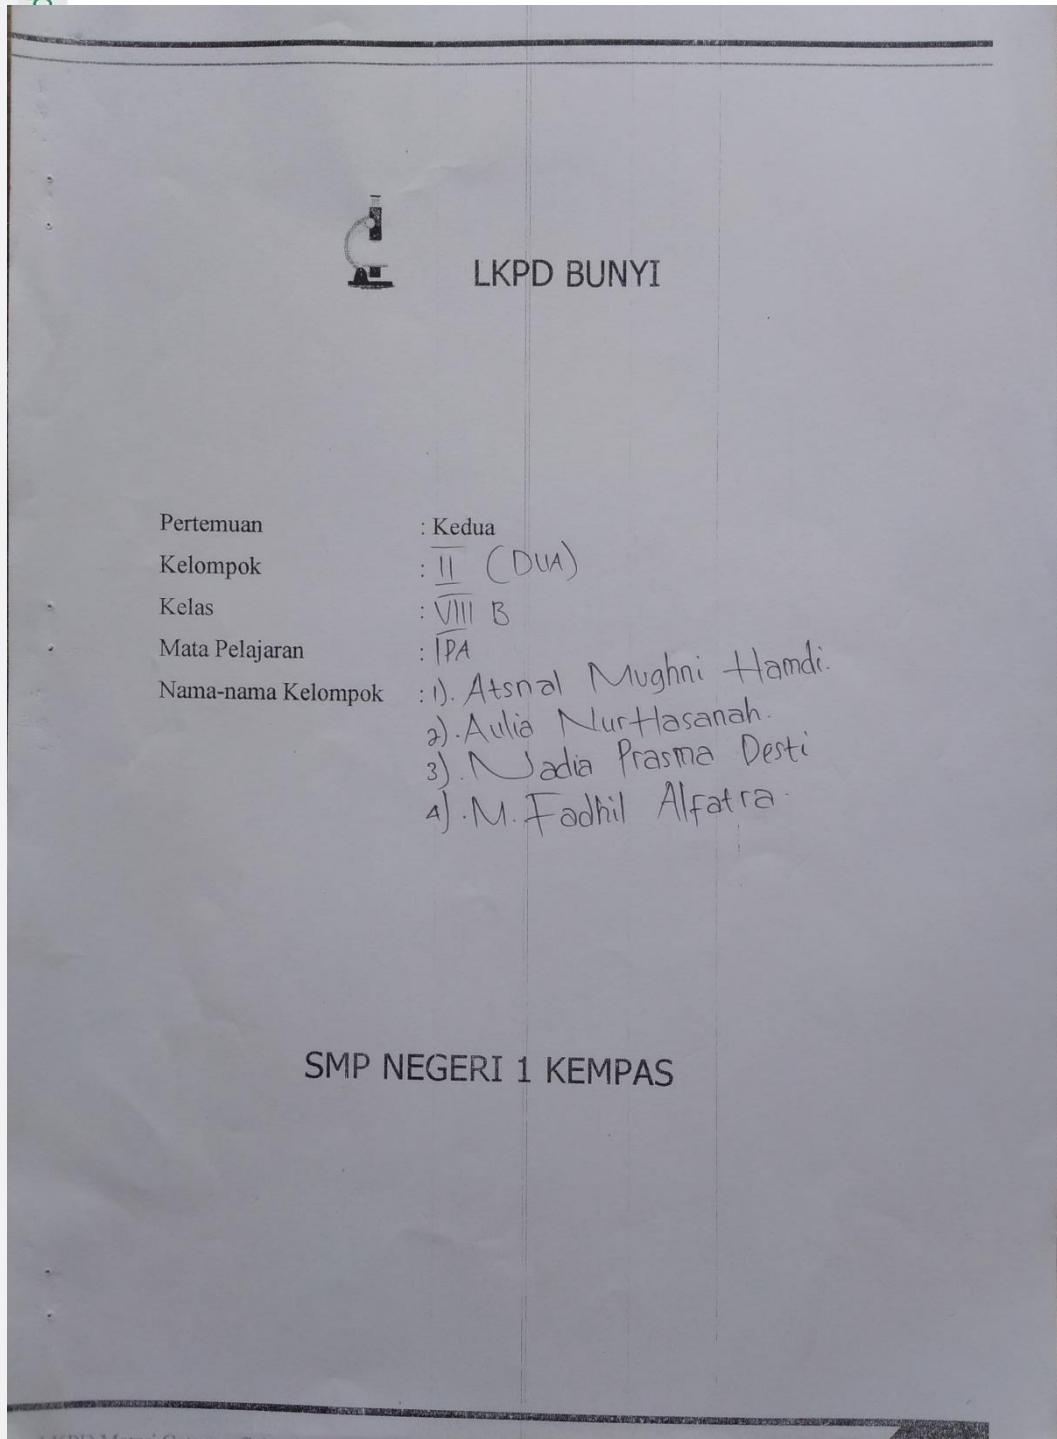 LKPD BUNYI
Pertemuan : Kedua
Kelompok : II (DUA)
Kelas : VIII B
Mata Pelajaran : IPA
Nama-nama Kelompok : 1). Atsnal Mughni Hamdi.
2). Aulia NurHasanah.
3). Nadia Prasma Desti
4). M. Fadhil Alfatra.
SMP NEGERI 1 KEMPAS